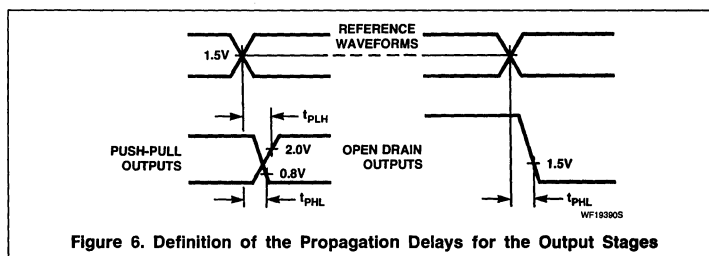 REFERENCE
WAVEFORMS
1.5V
tPLH
PUSH-PULL
OUTPUTS
2.0V
0.8V
tPHL
OPEN DRAIN
OUTPUTS
1.5V
tPHL
WF19390S
Figure 6. Definition of the Propagation Delays for the Output Stages